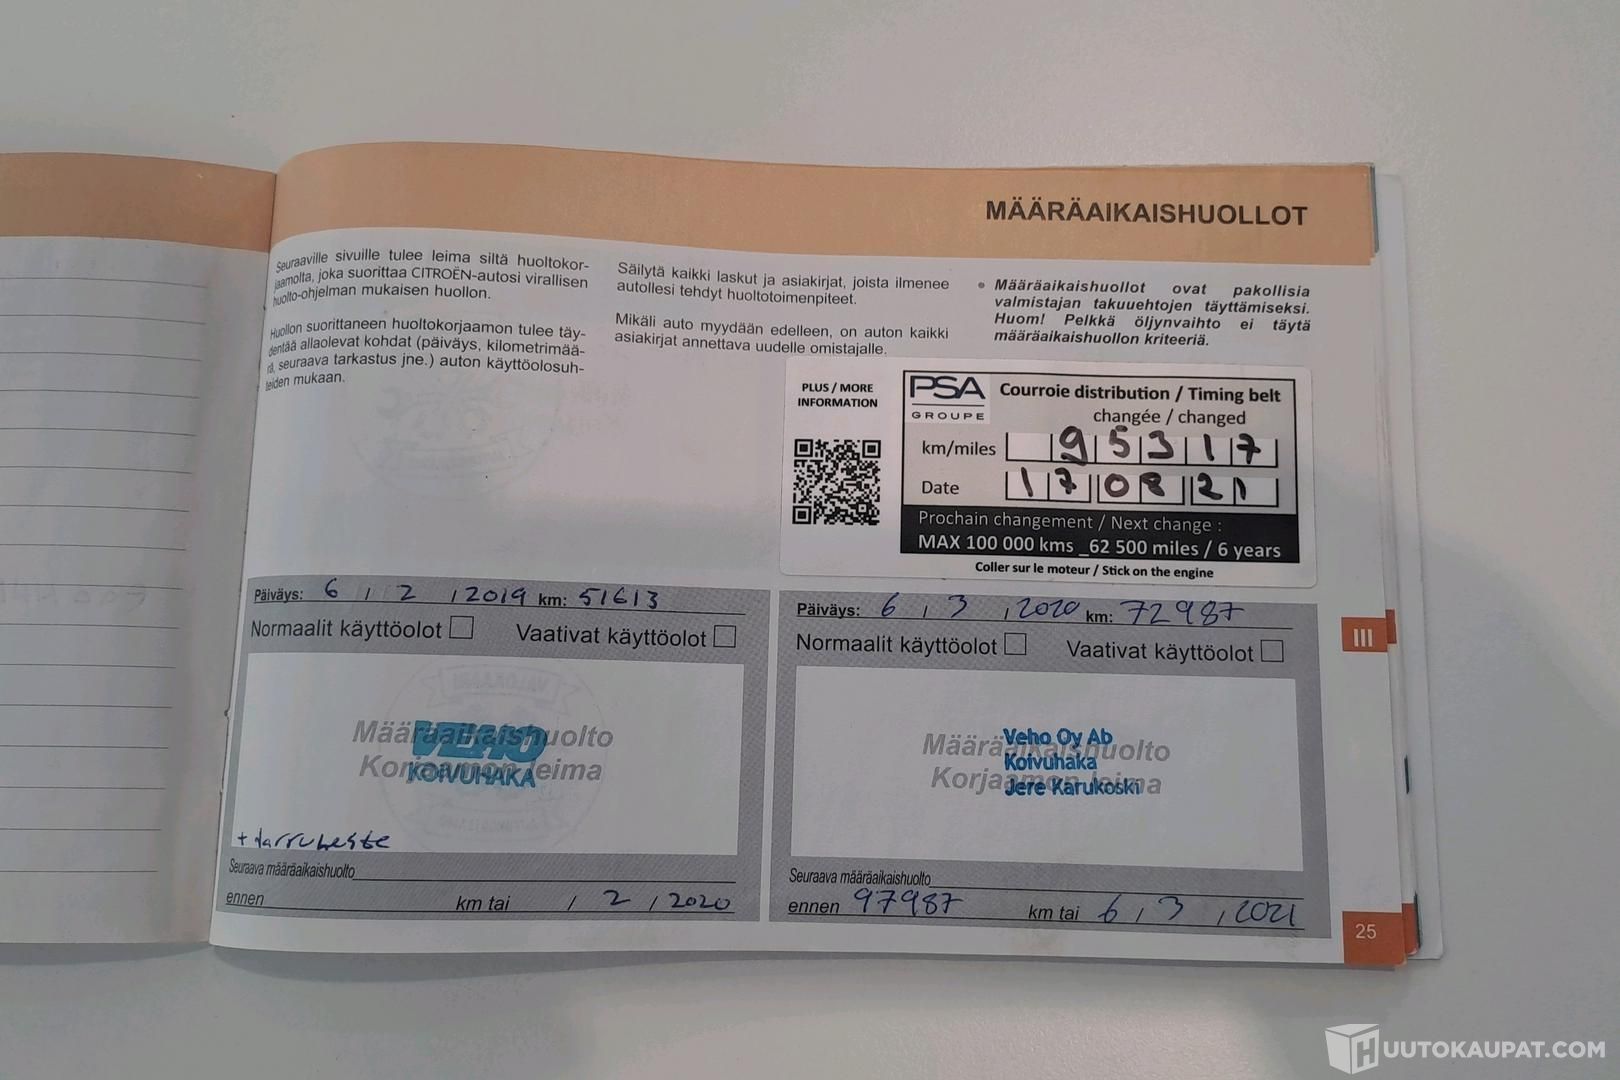 MÄÄRÄAIKAISHUOLLOT
Seuraaville sivuille tulee leima siltä huoltokor-
jaamolta, joka suorittaa CITROËN-autosi virallisen
huolto-ohjelman mukaisen huollon.
Huollon suorittaneen huoltokorjaamon tulee täy-
dentää allaolevat kohdat (päiväys, kilometrimää-
rä, seuraava tarkastus jne.) auton käyttöolosuh-
teiden mukaan.
Säilytä kaikki laskut ja asiakirjat, joista ilmenee
autollesi tehdyt huoltotoimenpiteet.
Mikäli auto myydään edelleen, on auton kaikki
asiakirjat annettava uudelle omistajalle.
• Määräaikaishuollot ovat pakollisia
valmistajan takuuehtojen täyttämiseksi.
Huom! Pelkkä öljynvaihto ei täytä
määräaikaishuollon kriteeriä.
PLUS / MORE
INFORMATION
PSA
GROUPE
Courroie distribution / Timing belt
changée / changed
km/miles 95317
Date 17 08 21
Prochain changement / Next change :
MAX 100 000 kms _62 500 miles / 6 years
Coller sur le moteur / Stick on the engine
Päiväys: 6 / 2 / 2019 km: 51613
Normaalit käyttöolot Vaativat käyttöolot
Määräaikaishuolto
Korjaamon leima
VEHO
KOIVUHAKA
Seuraava määräaikaishuolto
ennen km tai / 2 / 2020
Päiväys: 6 / 3 / 2020 km: 72987
Normaalit käyttöolot Vaativat käyttöolot
Määräaikaishuolto
Korjaamon leima
Veho Oy Ab
Koivuhaka
Jere Karukoski
Seuraava määräaikaishuolto
ennen 97987 km tai 6 / 3 / 2021
III
25
HUUTOKAUPAT.COM